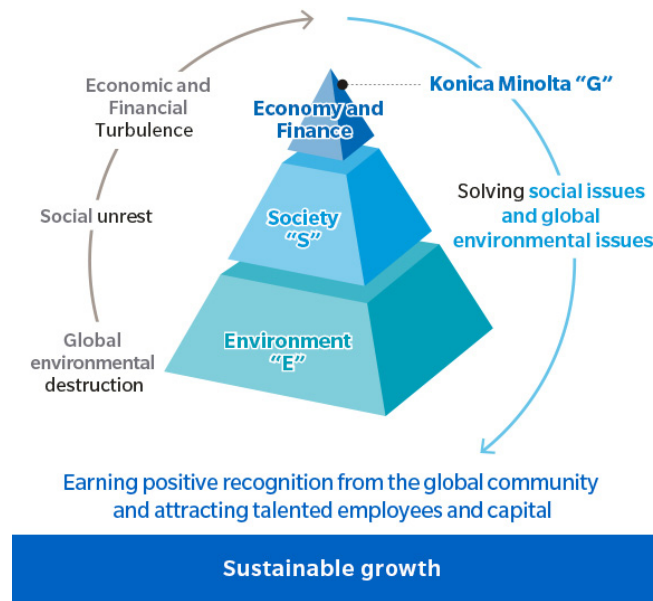 Economic and
Financial
Turbulence
Social unrest
Global
environmental
destruction
Economy and
Finance
Society
“S”
Environment
“E”
Konica Minolta “G”
Solving social issues
and global
environmental issues
Earning positive recognition from the global community
and attracting talented employees and capital
Sustainable growth